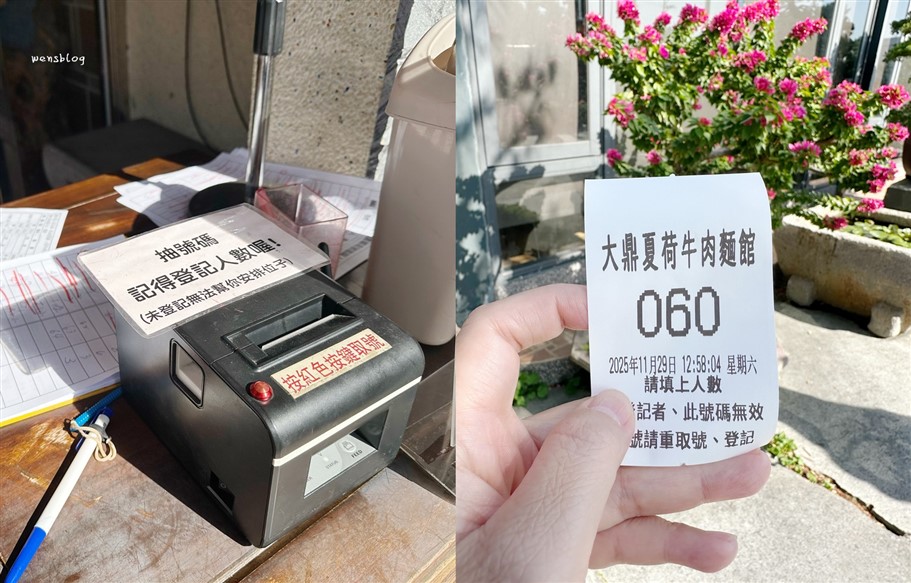 wensblog
抽號碼
記得登記人數喔!
(未登記無法幫你安排位子)
按紅色按鍵取號
大鼎夏荷牛肉麵館
060
2025年11月29日 12:58:04 星期六
請填上人數
登記者、此號碼無效
號請重取號、登記